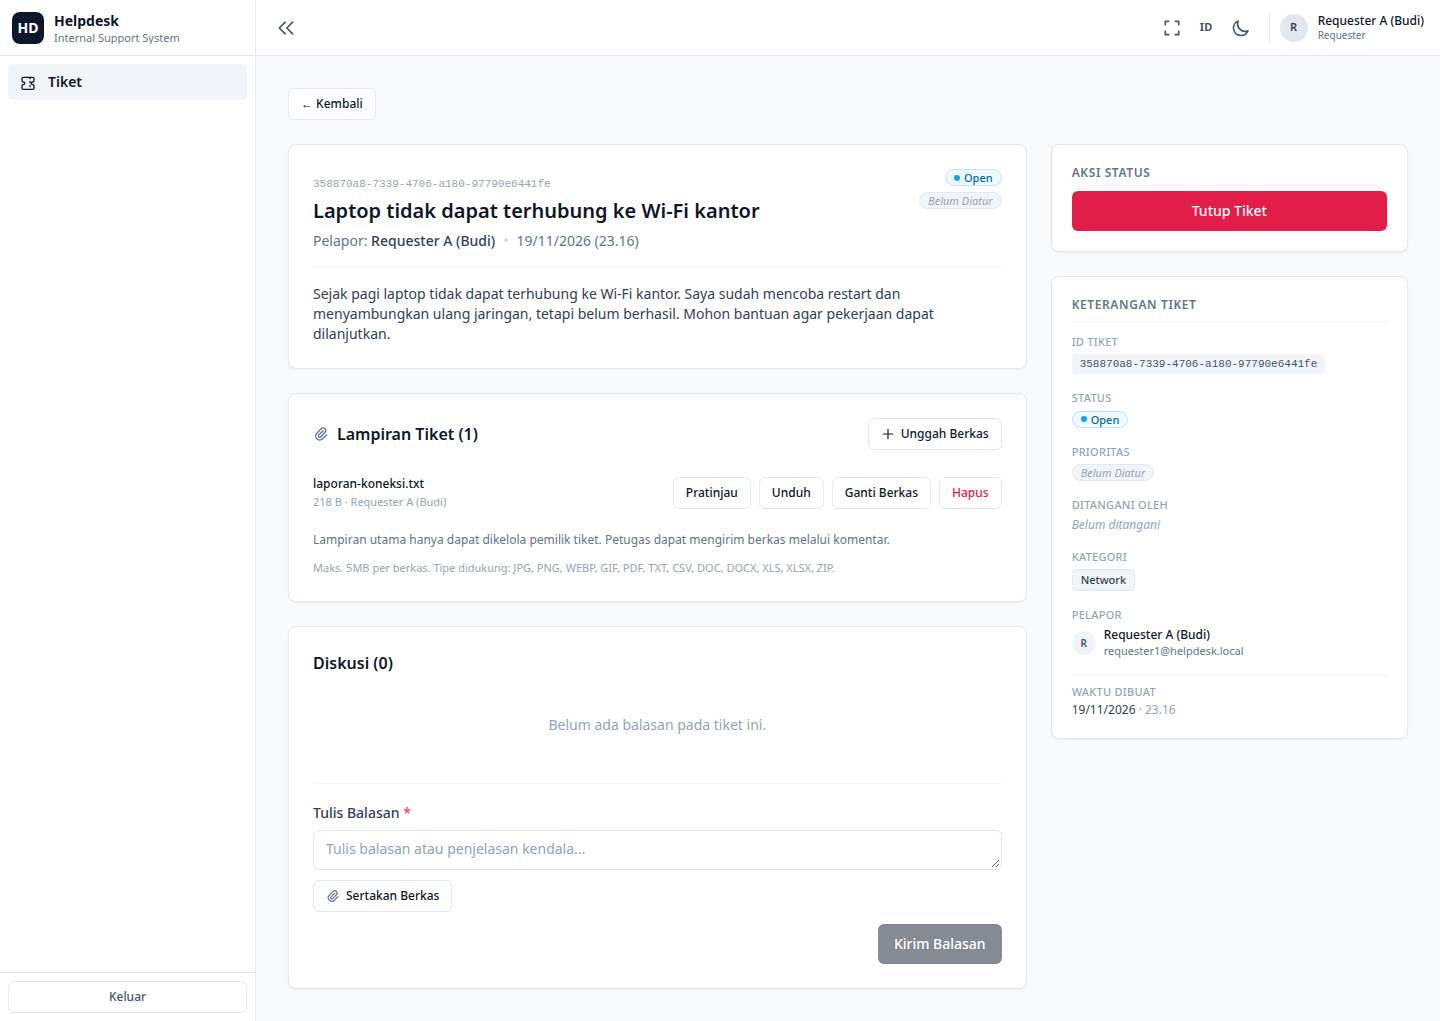 HD
Helpdesk
Internal Support System
ID
R
Requester A (Budi)
Requester
Tiket
← Kembali
358870a8-7339-4706-a180-97790e6441fe
Open
Laptop tidak dapat terhubung ke Wi-Fi kantor
Belum Diatur
Pelapor: Requester A (Budi) • 19/11/2026 (23.16)
Sejak pagi laptop tidak dapat terhubung ke Wi-Fi kantor. Saya sudah mencoba restart dan
menyambungkan ulang jaringan, tetapi belum berhasil. Mohon bantuan agar pekerjaan dapat
dilanjutkan.
Lampiran Tiket (1)
Unggah Berkas
laporan-koneksi.txt
218 B · Requester A (Budi)
Pratinjau
Unduh
Ganti Berkas
Hapus
Lampiran utama hanya dapat dikelola pemilik tiket. Petugas dapat mengirim berkas melalui komentar.
Maks. 5MB per berkas. Tipe didukung: JPG, PNG, WEBP, GIF, PDF, TXT, CSV, DOC, DOCX, XLS, XLSX, ZIP.
Diskusi (0)
Belum ada balasan pada tiket ini.
Tulis Balasan *
Tulis balasan atau penjelasan kendala...
Sertakan Berkas
Kirim Balasan
AKSI STATUS
Tutup Tiket
KETERANGAN TIKET
ID TIKET
358870a8-7339-4706-a180-97790e6441fe
STATUS
Open
PRIORITAS
Belum Diatur
DITANGANI OLEH
Belum ditangani
KATEGORI
Network
PELAPOR
R
Requester A (Budi)
requester1@helpdesk.local
WAKTU DIBUAT
19/11/2026 · 23.16
Keluar